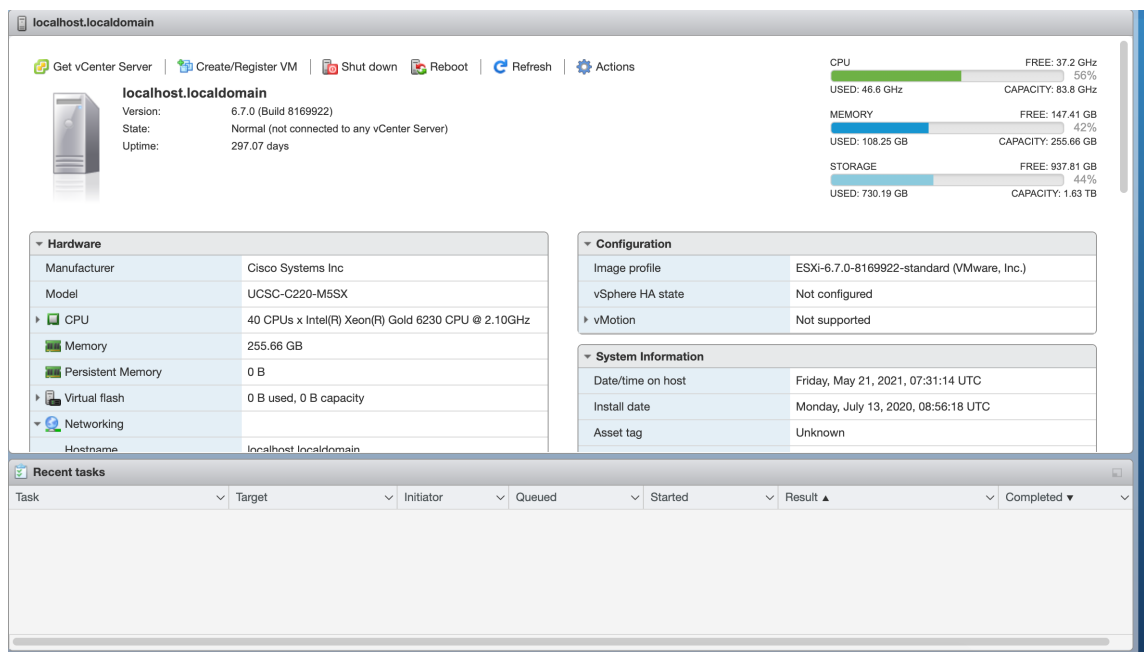 localhost.localdomain
Get vCenter Server
Create/Register VM
Shut down
Reboot
Refresh
Actions
localhost.localdomain
Version: 6.7.0 (Build 8169922)
State: Normal (not connected to any vCenter Server)
Uptime: 297.07 days
CPU FREE: 37.2 GHz
56%
USED: 46.6 GHz CAPACITY: 83.8 GHz
MEMORY FREE: 147.41 GB
42%
USED: 108.25 GB CAPACITY: 255.66 GB
STORAGE FREE: 937.81 GB
44%
USED: 730.19 GB CAPACITY: 1.63 TB
Hardware
Manufacturer Cisco Systems Inc
Model UCSC-C220-M5SX
CPU 40 CPUs x Intel(R) Xeon(R) Gold 6230 CPU @ 2.10GHz
Memory 255.66 GB
Persistent Memory 0 B
Virtual flash 0 B used, 0 B capacity
Networking
Hostname localhost.localdomain
Configuration
Image profile ESXi-6.7.0-8169922-standard (VMware, Inc.)
vSphere HA state Not configured
vMotion Not supported
System Information
Date/time on host Friday, May 21, 2021, 07:31:14 UTC
Install date Monday, July 13, 2020, 08:56:18 UTC
Asset tag Unknown
Recent tasks
Task Target Initiator Queued Started Result ▲ Completed ▼